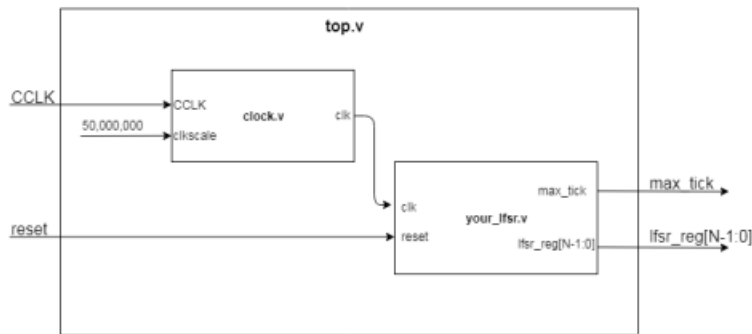 top.v
CCLK
CCLK
clock.v
clk
50,000,000
clkscale
max_tick
max_tick
clk
your_lfsr.v
reset
reset
lfsr_reg[N-1:0]
lfsr_reg[N-1:0]